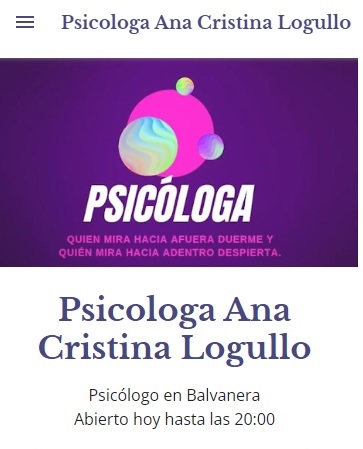 Psicologa Ana Cristina Logullo
PSICÓLOGA
QUIEN MIRA HACIA AFUERA DUERME Y
QUIÉN MIRA HACIA ADENTRO DESPIERTA.
Psicologa Ana
Cristina Logullo
Psicólogo en Balvanera
Abierto hoy hasta las 20:00